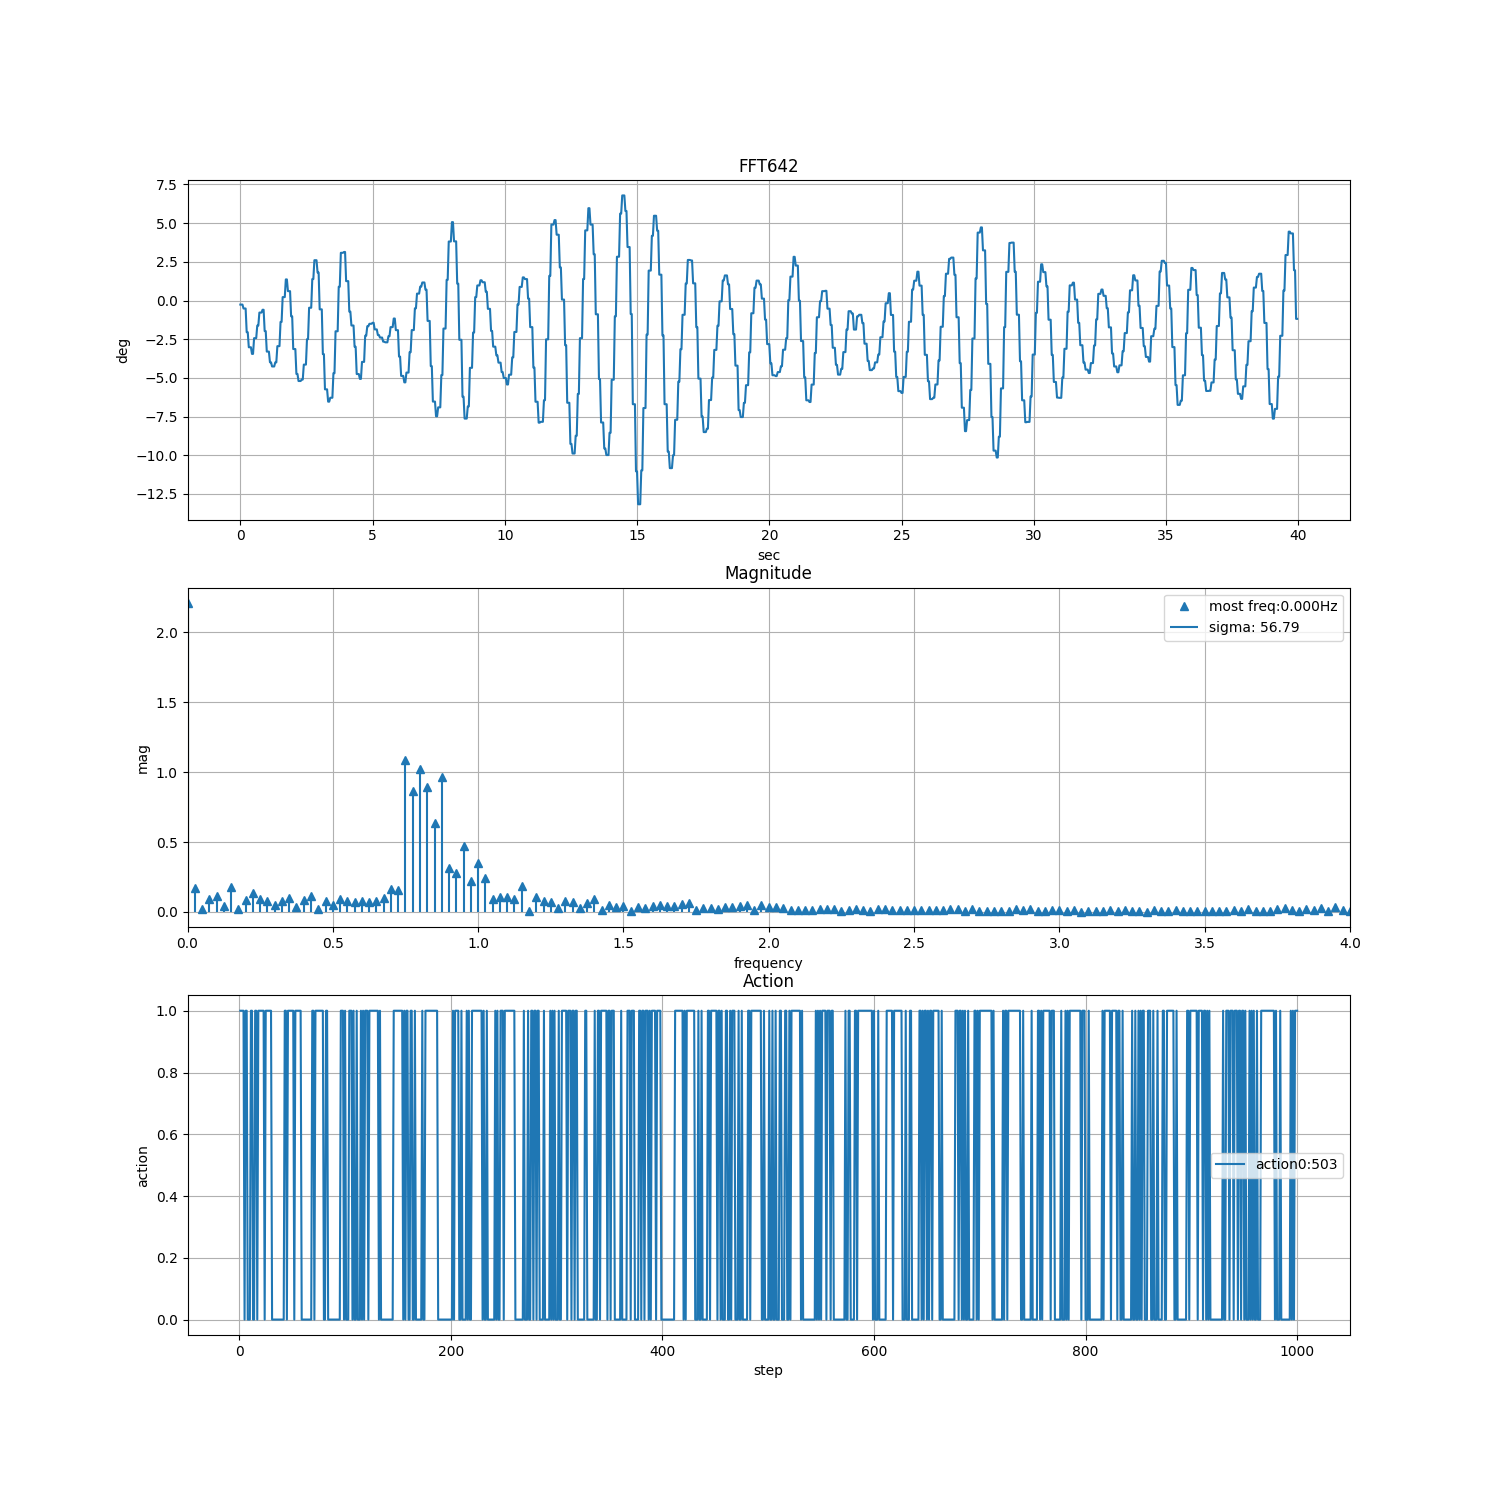 FFT642
7.5
5.0
2.5
0.0
−2.5
−5.0
−7.5
−10.0
−12.5
deg
0 5 10 15 20 25 30 35 40
sec
Magnitude
most freq:0.000Hz
sigma: 56.79
2.0
1.5
1.0
0.5
0.0
mag
0.0 0.5 1.0 1.5 2.0 2.5 3.0 3.5 4.0
frequency
Action
1.0
0.8
0.6
0.4
0.2
0.0
action
action0:503
0 200 400 600 800 1000
step